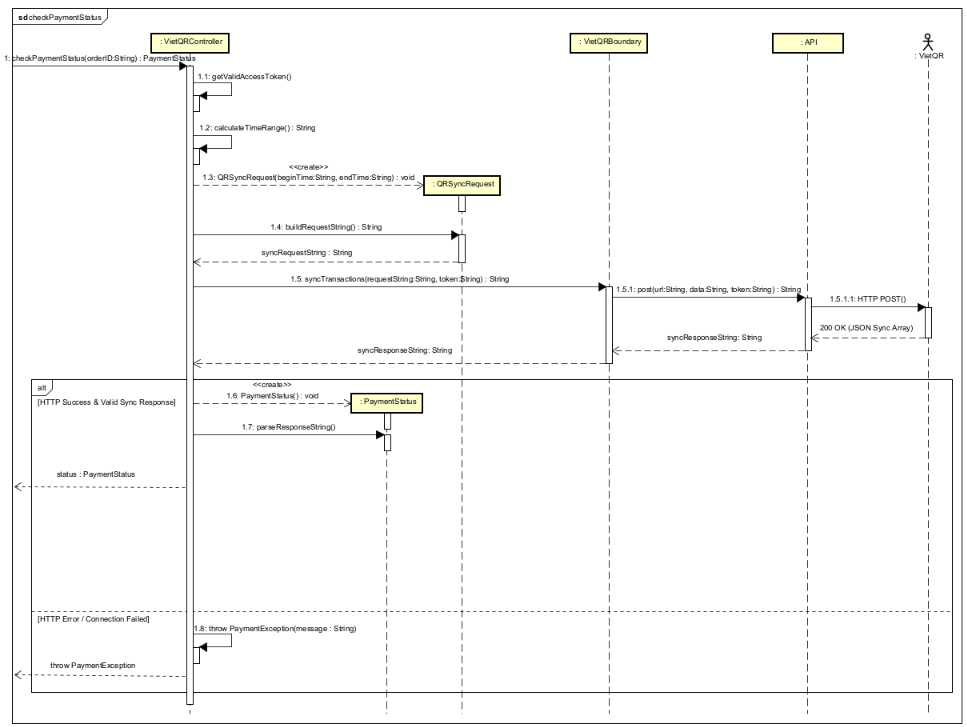 sd checkPaymentStatus
: VietQRController
: VietQRBoundary
: API
: VietQR
1: checkPaymentStatus(orderID:String) : PaymentStatus
1.1: getValidAccessToken()
1.2: calculateTimeRange() : String
<<create>>
1.3: QRSyncRequest(beginTime:String, endTime:String) : void
: QRSyncRequest
1.4: buildRequestString() : String
syncRequestString : String
1.5: syncTransactions(requestString:String, token:String) : String
1.5.1: post(url:String, data:String, token:String) : String
1.5.1.1: HTTP POST()
200 OK (JSON Sync Array)
syncResponseString: String
syncResponseString: String
alt
[HTTP Success & Valid Sync Response]
<<create>>
1.6: PaymentStatus() : void
: PaymentStatus
1.7: parseResponseString()
status : PaymentStatus
[HTTP Error / Connection Failed]
1.8: throw PaymentException(message : String)
throw PaymentException